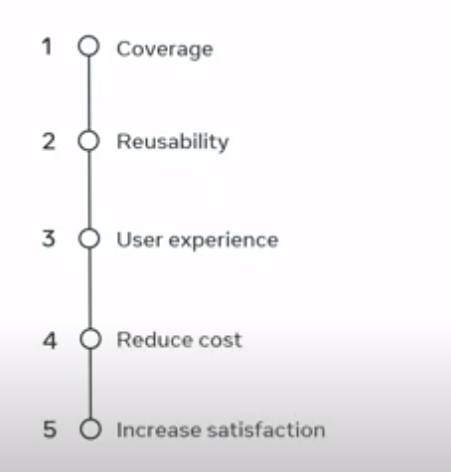 1 Coverage
2 Reusability
3 User experience
4 Reduce cost
5 Increase satisfaction